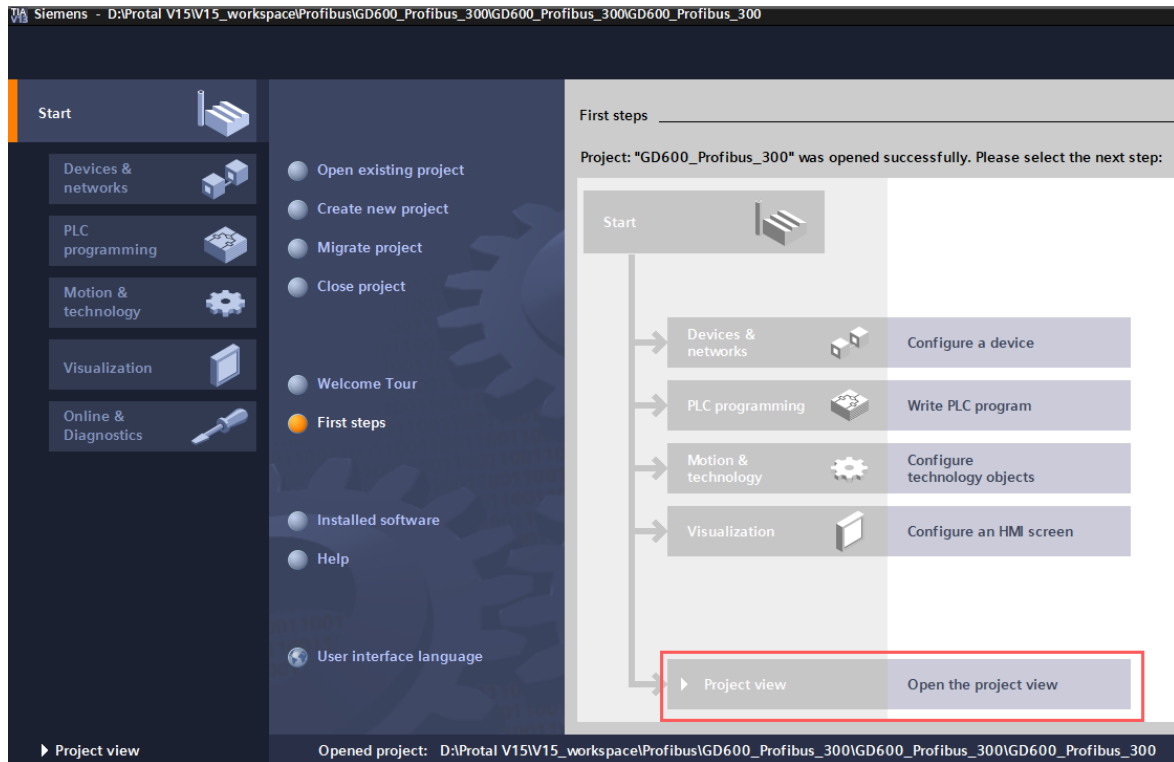 Siemens - D:\Protal V15\V15_workspace\Profibus\GD600_Profibus_300\GD600_Profibus_300\GD600_Profibus_300
Start
Devices &
networks
PLC
programming
Motion &
technology
Visualization
Online &
Diagnostics
Project view
Open existing project
Create new project
Migrate project
Close project
Welcome Tour
First steps
Installed software
Help
User interface language
First steps
Project: "GD600_Profibus_300" was opened successfully. Please select the next step:
Start
Devices &
networks
Configure a device
PLC programming
Write PLC program
Motion &
technology
Configure
technology objects
Visualization
Configure an HMI screen
Project view
Open the project view
Opened project: D:\Protal V15\V15_workspace\Profibus\GD600_Profibus_300\GD600_Profibus_300\GD600_Profibus_300